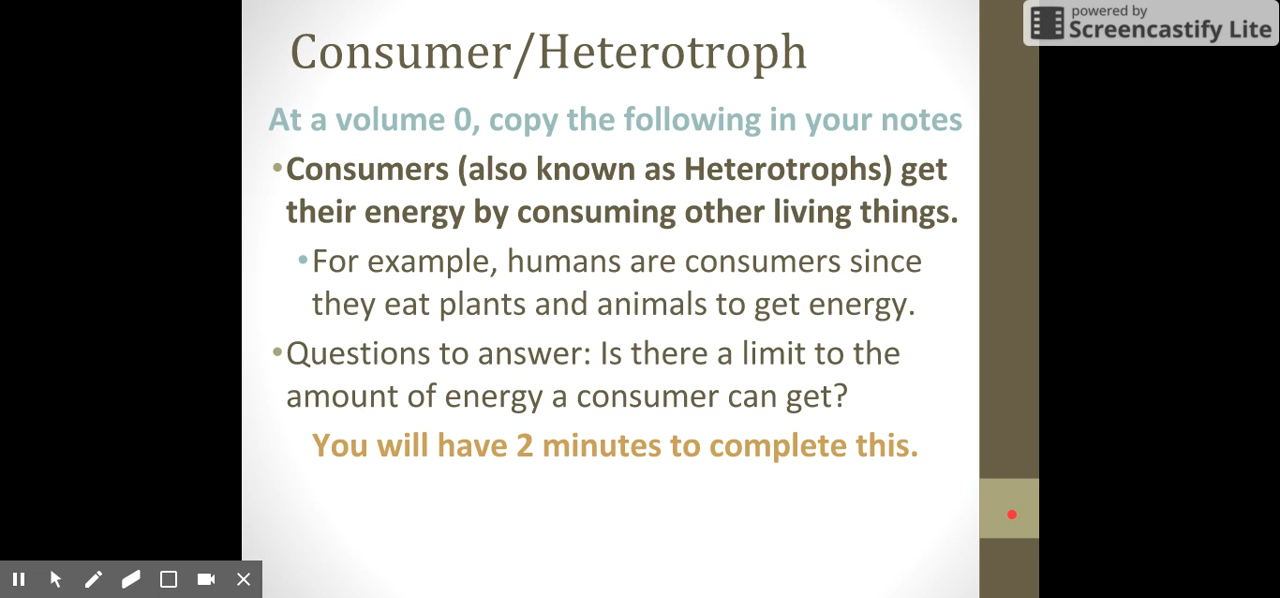 powered by
Screencastify Lite
Consumer/Heterotroph
At a volume 0, copy the following in your notes
•Consumers (also known as Heterotrophs) get
their energy by consuming other living things.
•For example, humans are consumers since
they eat plants and animals to get energy.
•Questions to answer: Is there a limit to the
amount of energy a consumer can get?
You will have 2 minutes to complete this.